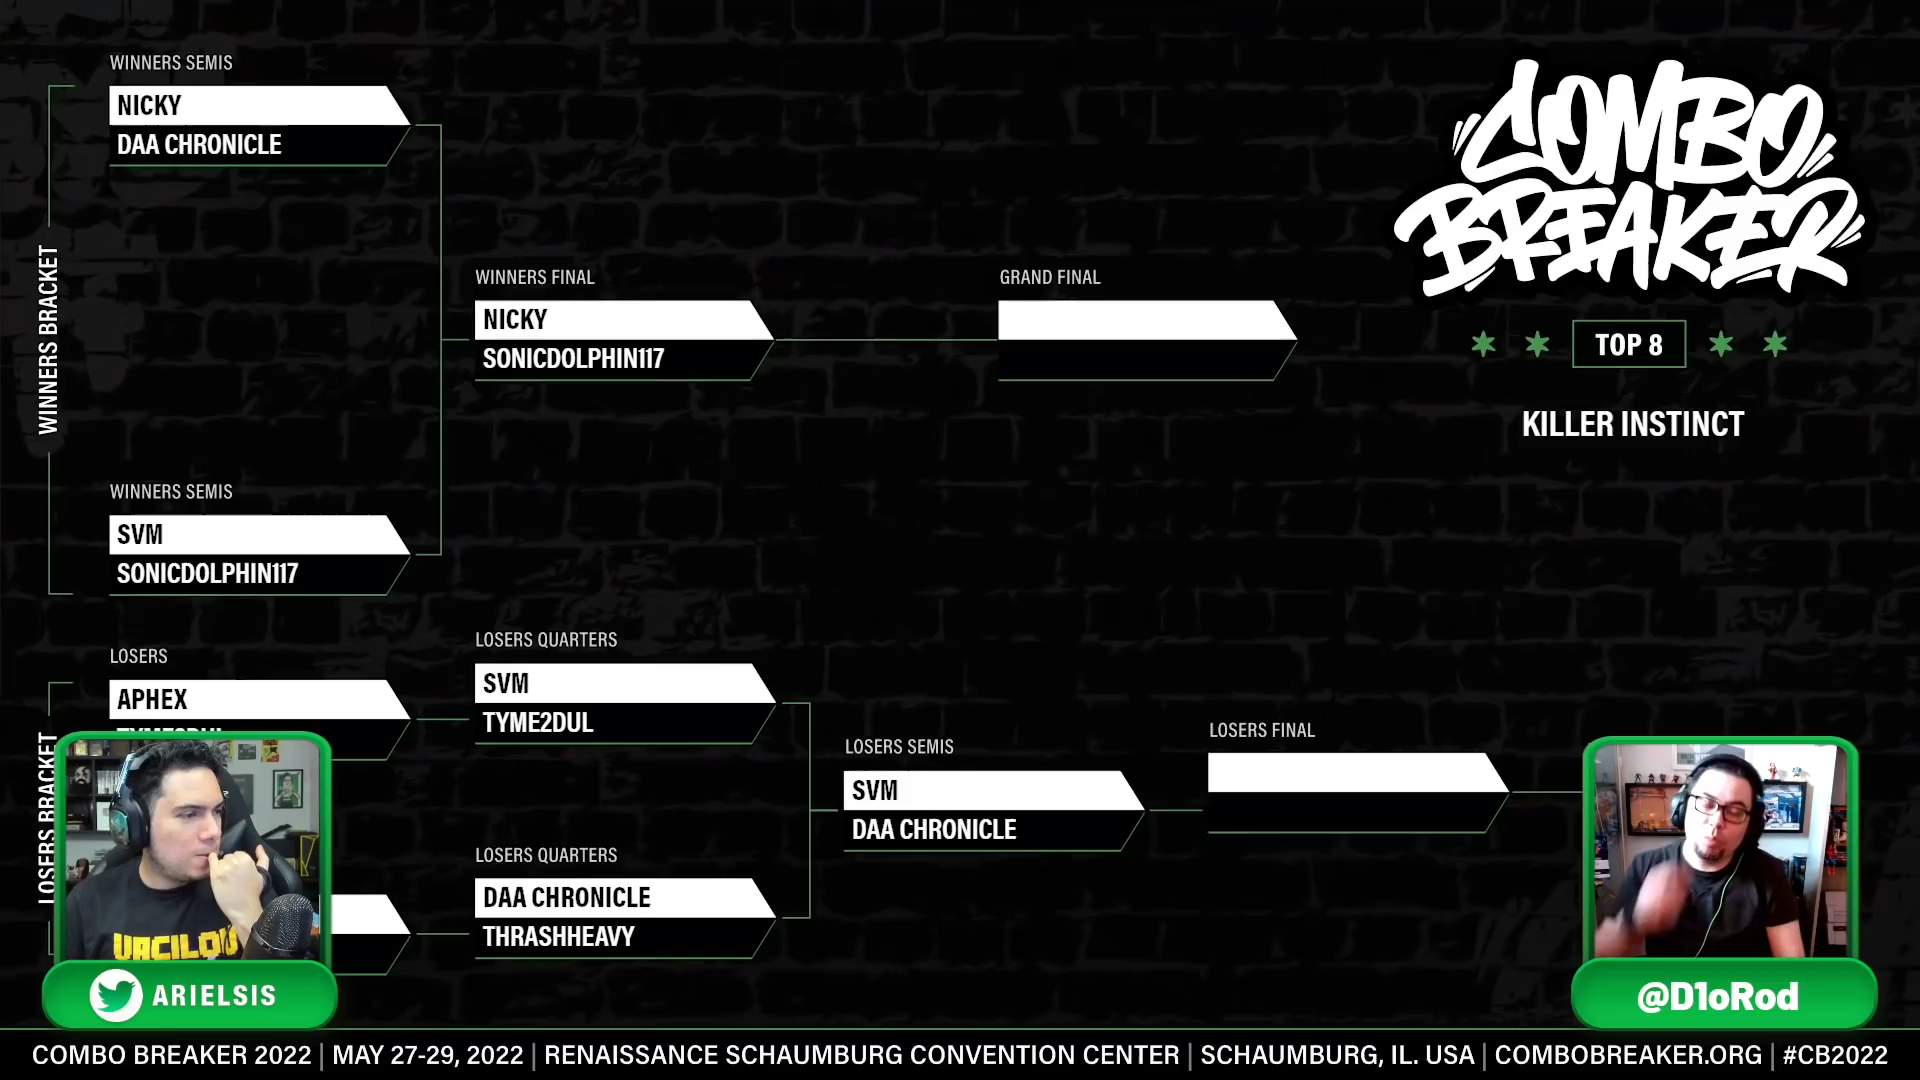 WINNERS SEMIS
NICKY
DAA CHRONICLE
WINNERS BRACKET
WINNERS FINAL
NICKY
SONICDOLPHIN117
GRAND FINAL
COMBO
BREAKER
TOP 8
KILLER INSTINCT
WINNERS SEMIS
SVM
SONICDOLPHIN117
LOSERS
APHEX
LOSERS QUARTERS
SVM
TYME2DUL
LOSERS BRACKET
LOSERS SEMIS
SVM
DAA CHRONICLE
LOSERS FINAL
LOSERS QUARTERS
DAA CHRONICLE
THRASHHEAVY
ARIELSIS
@D1oRod
COMBO BREAKER 2022 | MAY 27-29, 2022 | RENAISSANCE SCHAUMBURG CONVENTION CENTER | SCHAUMBURG, IL. USA | COMBOBREAKER.ORG | #CB2022